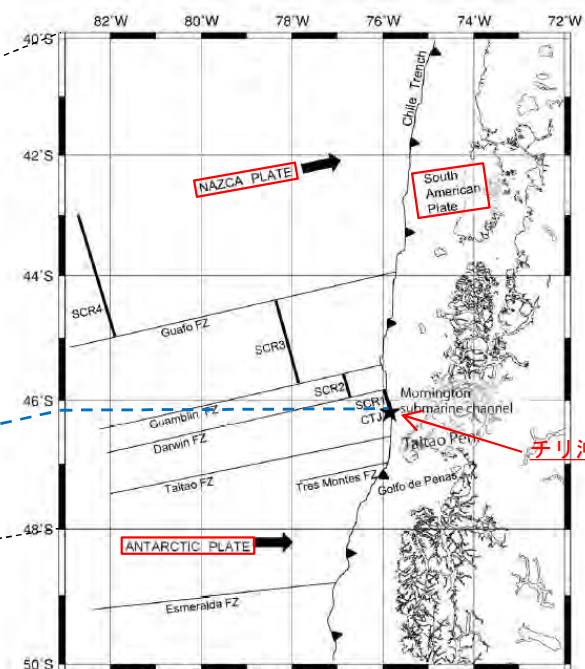 82°W 80°W 78°W 76°W 74°W 72°W
40°S
Chile Trench
42°S
NAZCA PLATE
South
American
Plate
44°S
SCR4
Guafo FZ
SCR3
SCR2
46°S
SCR1
Mornington
submarine channel
CTJ
Guamblin FZ
Darwin FZ
Taitao Pen
チリ
Taitao FZ
Tres Montes FZ
Golfo de Penas
48°S
ANTARCTIC PLATE
Esmeralda FZ
50°S